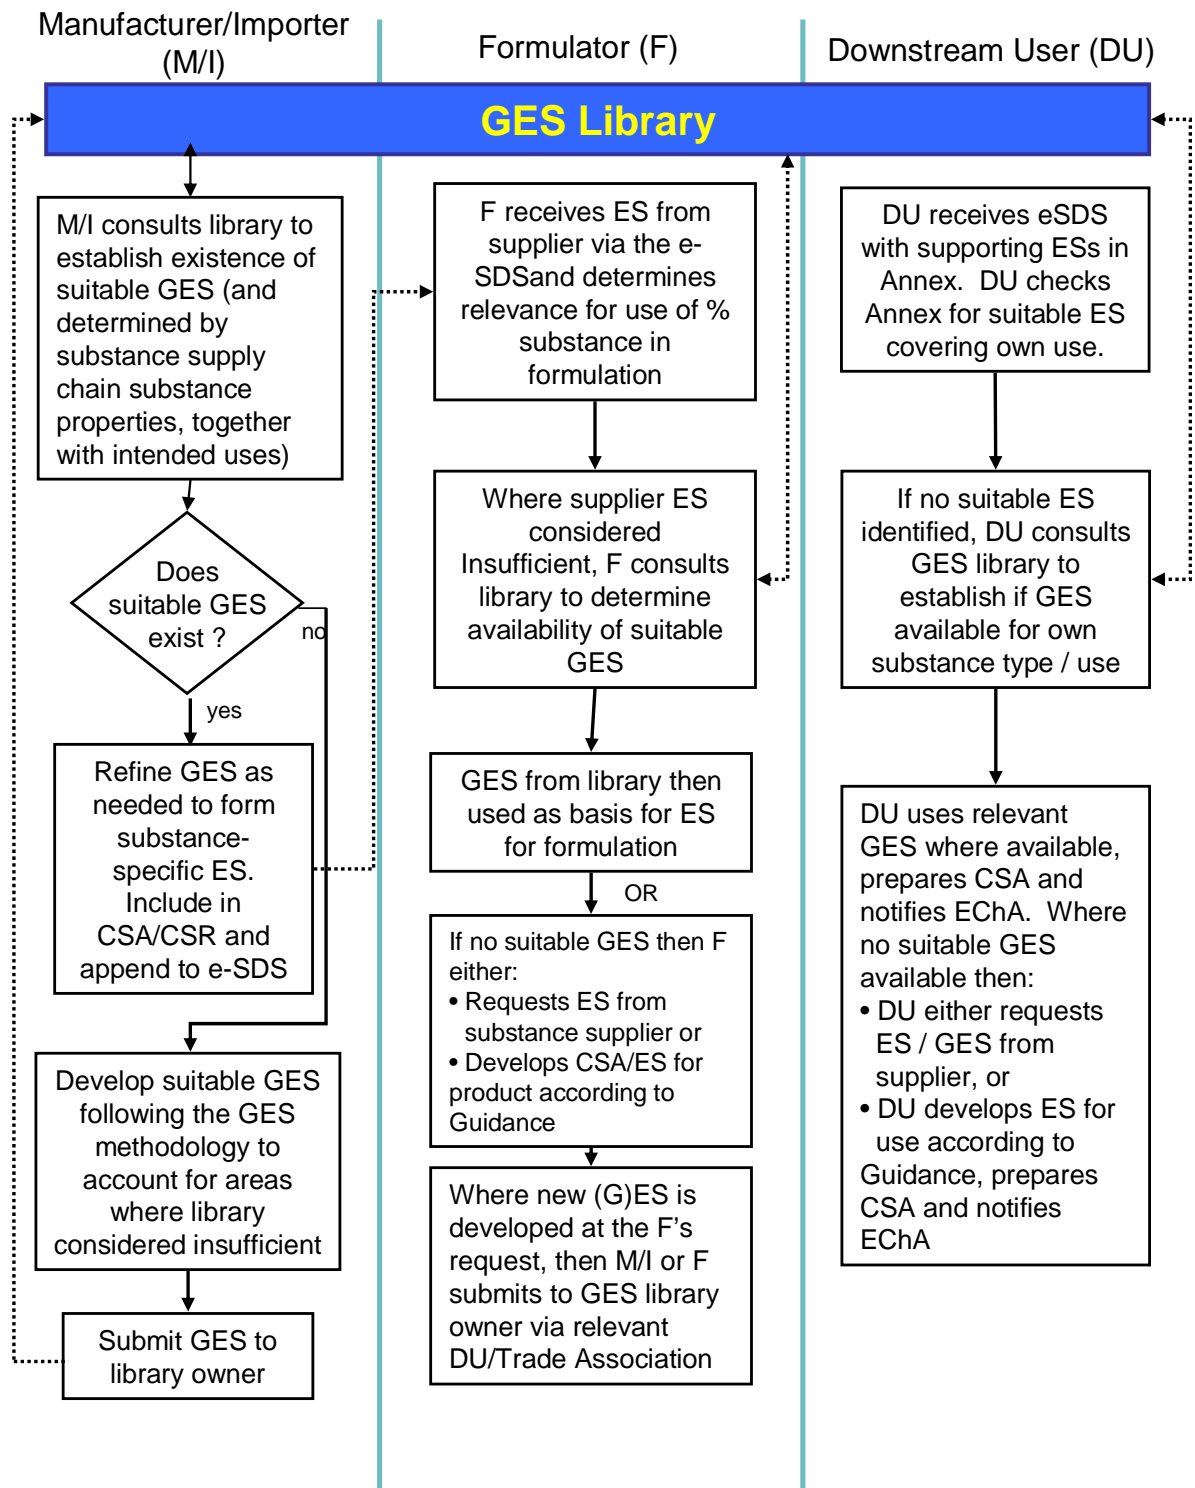 Manufacturer/Importer
(M/I)
Formulator (F)
Downstream User (DU)
GES Library
M/I consults library to
establish existence of
suitable GES (and
determined by
substance supply
chain substance
properties, together
with intended uses)
Does
suitable GES
exist ?
no
yes
Refine GES as
needed to form
substance-
specific ES.
Include in
CSA/CSR and
append to e-SDS
Develop suitable GES
following the GES
methodology to
account for areas
where library
considered insufficient
Submit GES to
library owner
F receives ES from
supplier via the e-
SDSand determines
relevance for use of %
substance in
formulation
Where supplier ES
considered
Insufficient, F consults
library to determine
availability of suitable
GES
GES from library then
used as basis for ES
for formulation
OR
If no suitable GES then F
either:
• Requests ES from
substance supplier or
• Develops CSA/ES for
product according to
Guidance
Where new (G)ES is
developed at the F’s
request, then M/I or F
submits to GES library
owner via relevant
DU/Trade Association
DU receives eSDS
with supporting ESs in
Annex. DU checks
Annex for suitable ES
covering own use.
If no suitable ES
identified, DU consults
GES library to
establish if GES
available for own
substance type / use
DU uses relevant
GES where available,
prepares CSA and
notifies EChA. Where
no suitable GES
available then:
• DU either requests
ES / GES from
supplier, or
• DU develops ES for
use according to
Guidance, prepares
CSA and notifies
EChA